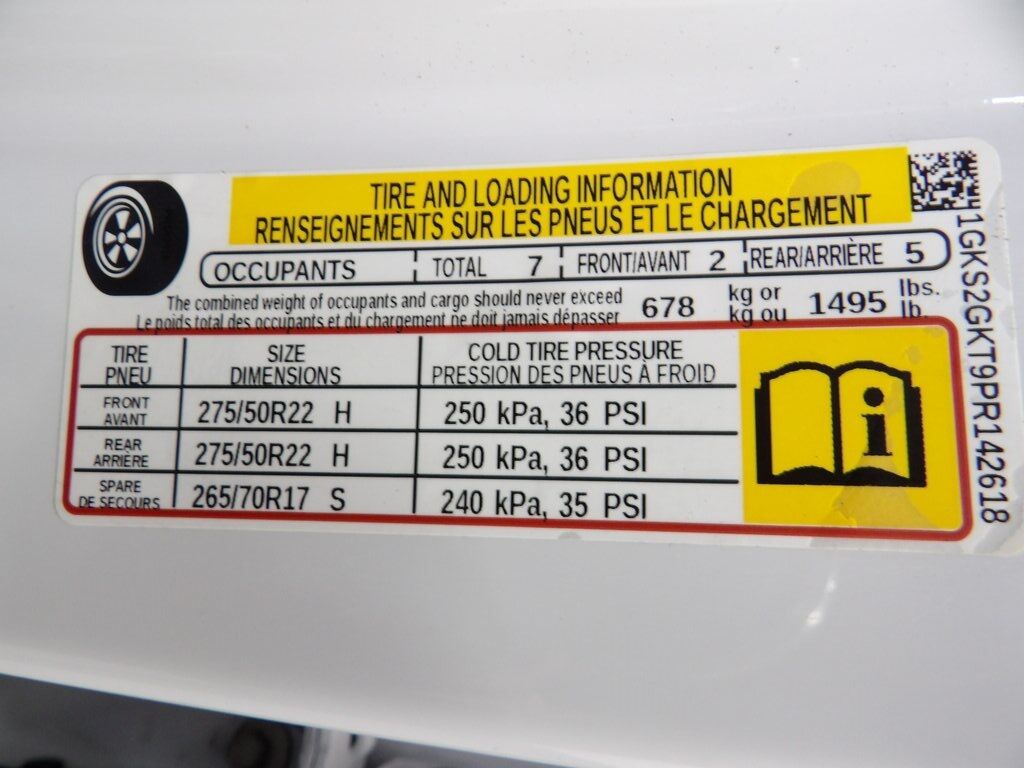 TIRE AND LOADING INFORMATION
RENSEIGNEMENTS SUR LES PNEUS ET LE CHARGEMENT
OCCUPANTS TOTAL 7 FRONT/AVANT 2 REAR/ARRIÈRE 5
The combined weight of occupants and cargo should never exceed 678 kg or 1495 lbs.
Le poids total des occupants et du chargement ne doit jamais dépasser kg ou lb.
TIRE SIZE COLD TIRE PRESSURE
PNEU DIMENSIONS PRESSION DES PNEUS À FROID
FRONT
AVANT 275/50R22 H 250 kPa, 36 PSI
REAR
ARRIÈRE 275/50R22 H 250 kPa, 36 PSI
SPARE
DE SECOURS 265/70R17 S 240 kPa, 35 PSI
i
1GKS2GKT9PR142618